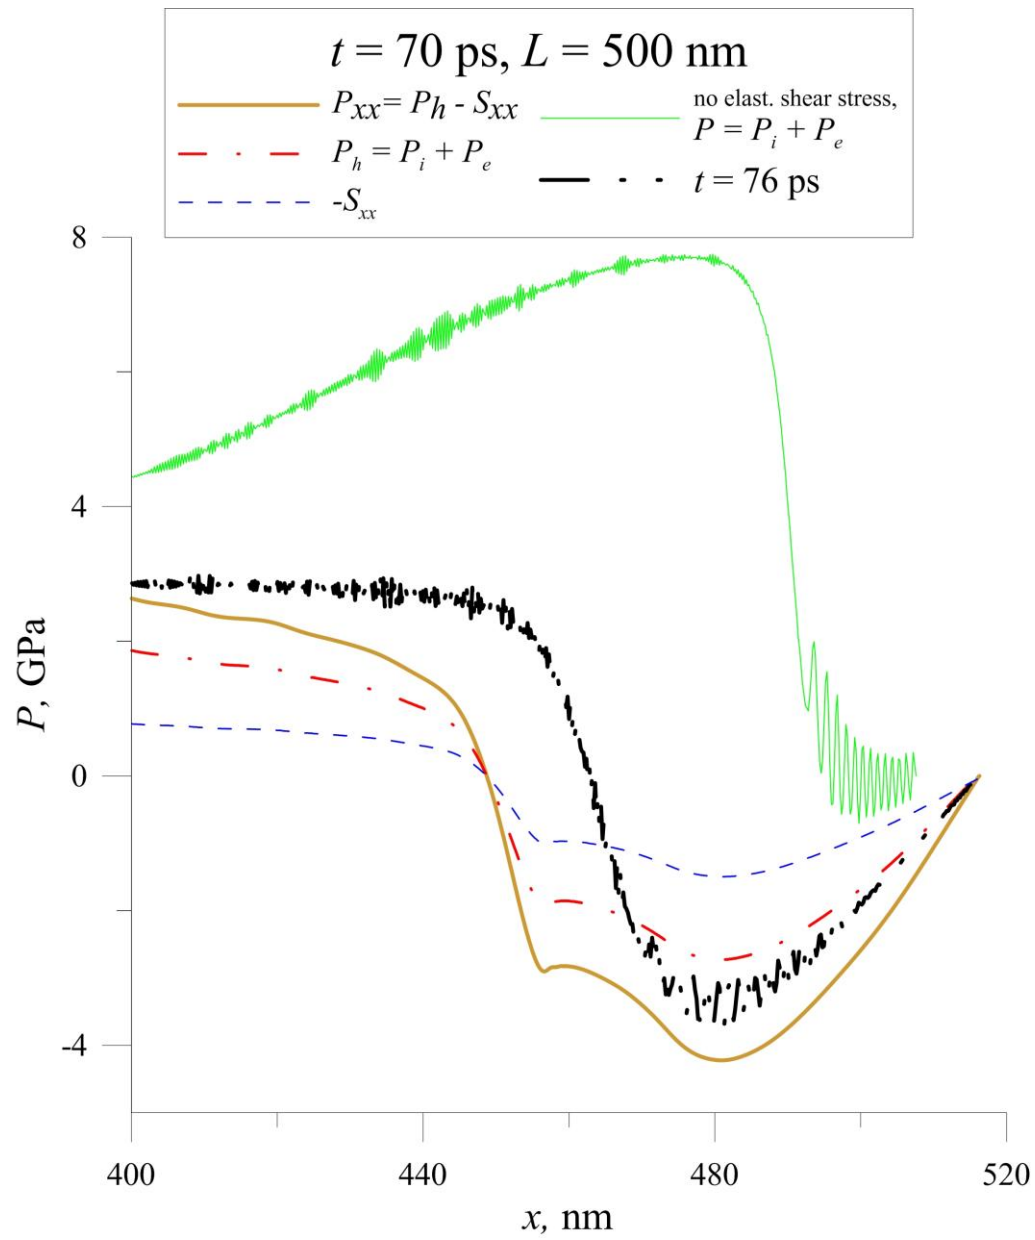 t = 70 ps, L = 500 nm
Pxx = Ph - Sxx
Ph = Pi + Pe
-Sxx
no elast. shear stress,
P = Pi + Pe
t = 76 ps
8
4
0
-4
P, GPa
400 440 480 520
x, nm